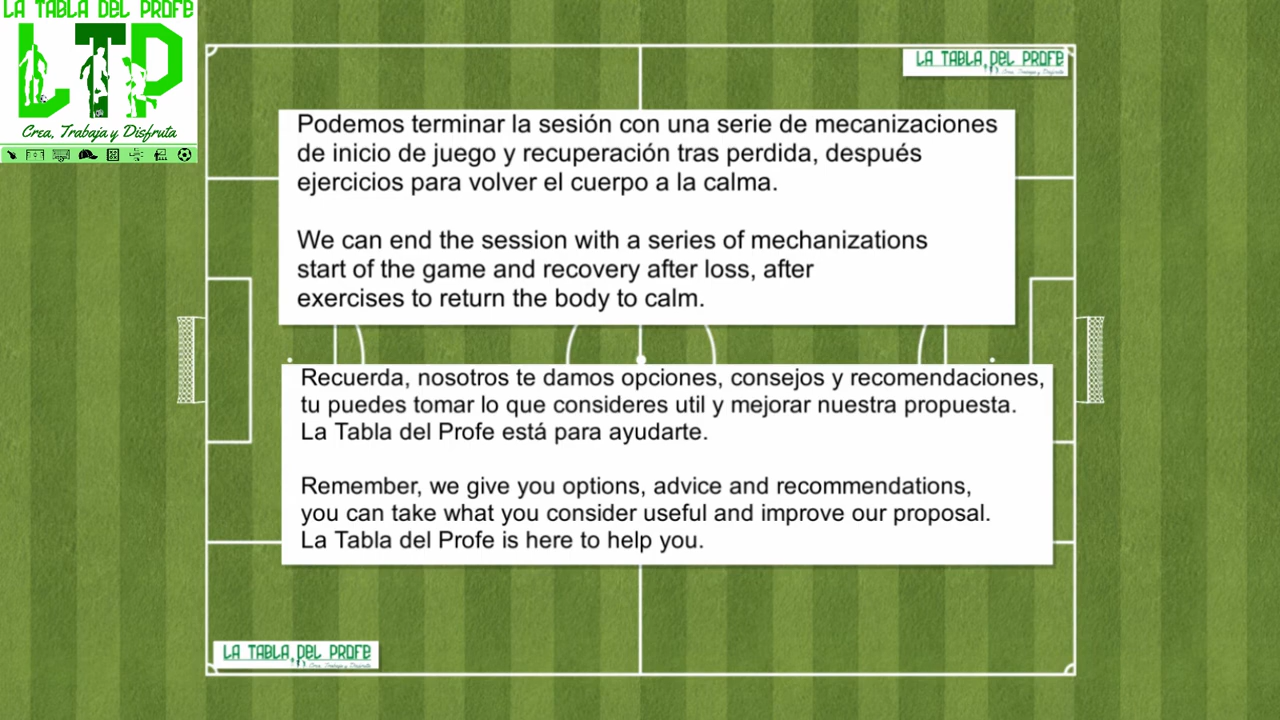 LA TABLA DEL PROFE
LTP
Crea, Trabaja y Disfruta
LA TABLA DEL PROFE
Crea, Trabaja y Disfruta
Podemos terminar la sesión con una serie de mecanizaciones
de inicio de juego y recuperación tras perdida, después
ejercicios para volver el cuerpo a la calma.
We can end the session with a series of mechanizations
start of the game and recovery after loss, after
exercises to return the body to calm.
Recuerda, nosotros te damos opciones, consejos y recomendaciones,
tu puedes tomar lo que consideres util y mejorar nuestra propuesta.
La Tabla del Profe está para ayudarte.
Remember, we give you options, advice and recommendations,
you can take what you consider useful and improve our proposal.
La Tabla del Profe is here to help you.
LA TABLA DEL PROFE
Crea, Trabaja y Disfruta